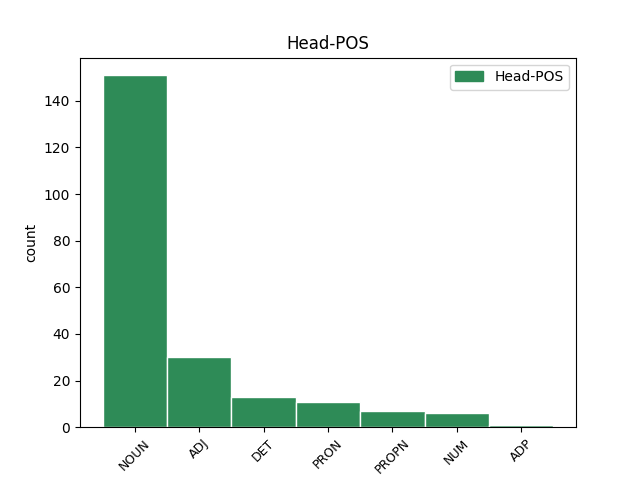 Head-POS
Head-POS
140
120
100
80
60
40
20
0
count
NOUN
ADJ
DET
PRON
PROPN
NUM
ADP